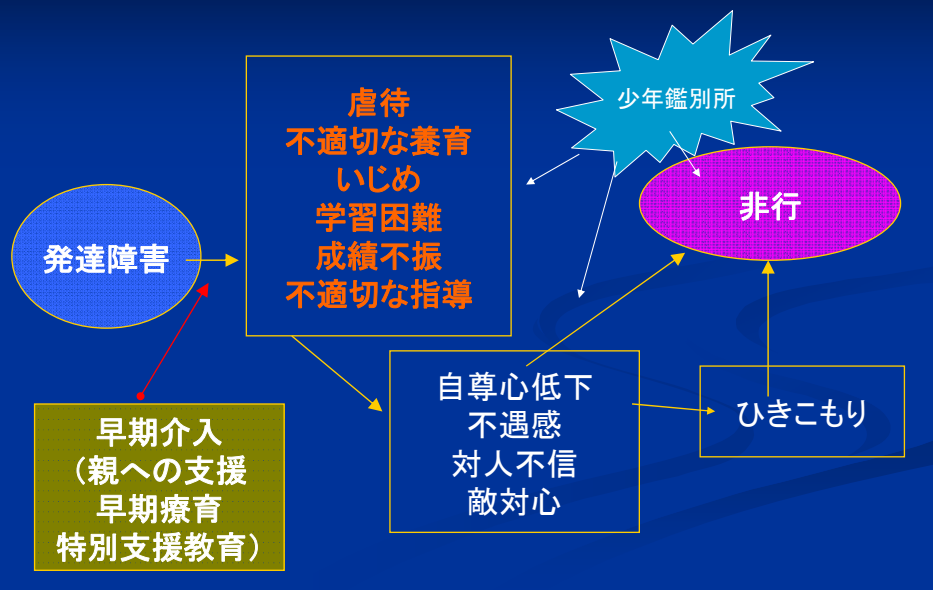 少年鑑別所
虐待
不適切な養育
いじめ
学習困難
成績不振
不適切な指導
非行
発達障害
自尊心低下
不遇感
対人不信
敵対心
ひきこもり
早期介入
（親への支援
早期療育
特別支援教育）